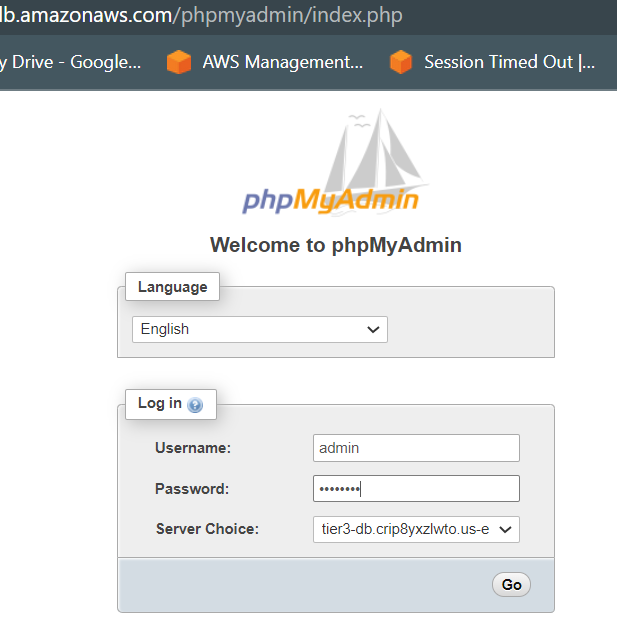 lb.amazonaws.com/phpmyadmin/index.php
y Drive - Google...
AWS Management...
Session Timed Out |...
phpMyAdmin
Welcome to phpMyAdmin
Language
English
Log in
Username:
admin
Password:
••••••••
Server Choice:
tier3-db.crip8yxzlwto.us-e
Go